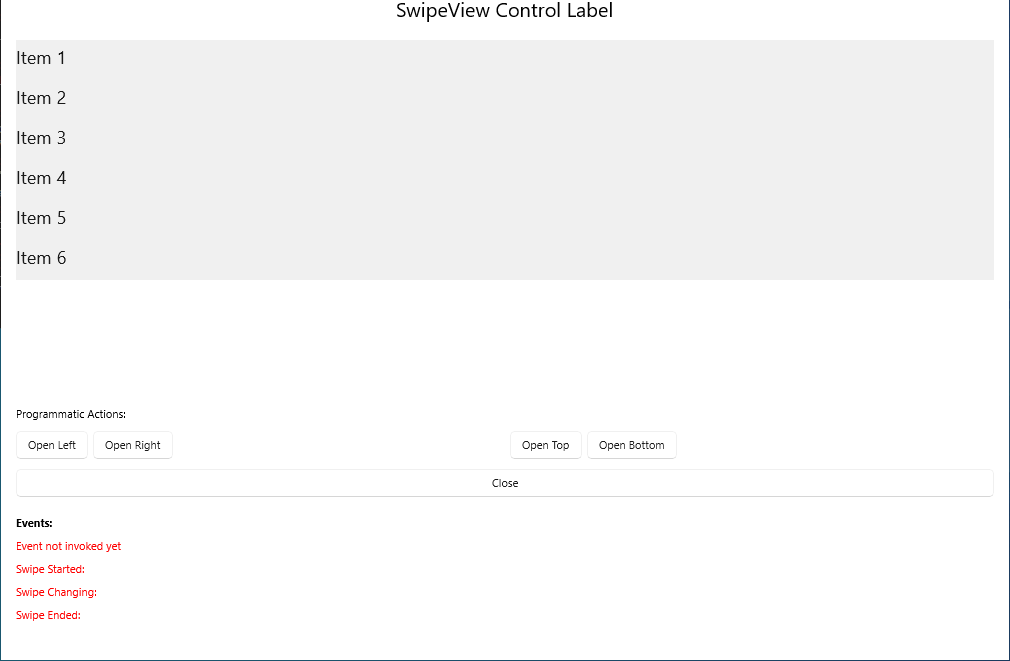 SwipeView Control Label
Item 1
Item 2
Item 3
Item 4
Item 5
Item 6
Programmatic Actions:
Open Left Open Right Open Top Open Bottom
Close
Events:
Event not invoked yet
Swipe Started:
Swipe Changing:
Swipe Ended: